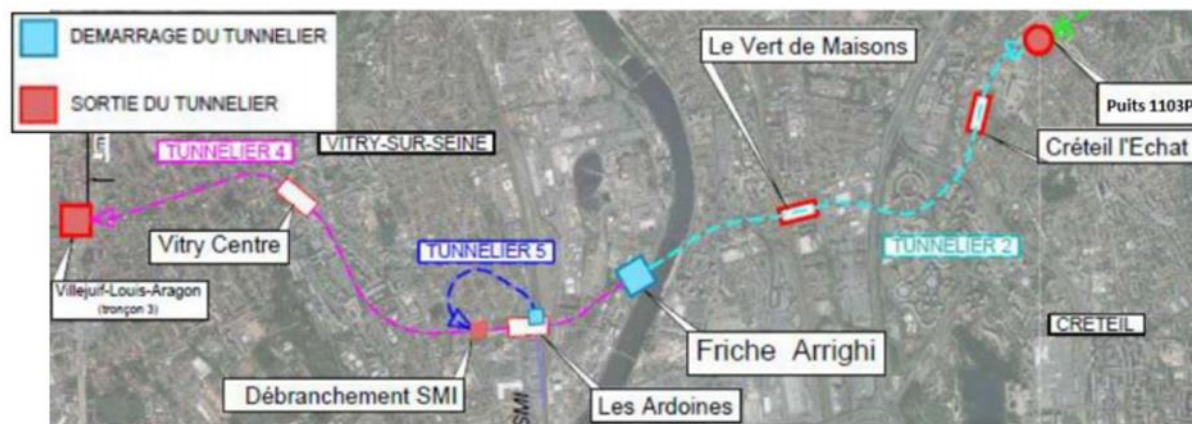 DEMARRAGE DU TUNNELIER
SORTIE DU TUNNELIER
Le Vert de Maisons
Puits 1103P
Créteil l'Echat
VITRY-SUR-SEINE
TUNNELIER 4
Vitry Centre
TUNNELIER 5
TUNNELIER 2
Villejuif-Louis-Aragon
(tronçon 3)
CRETEIL
Friche Arrighi
Débranchement SMI
Les Ardoines
SMI